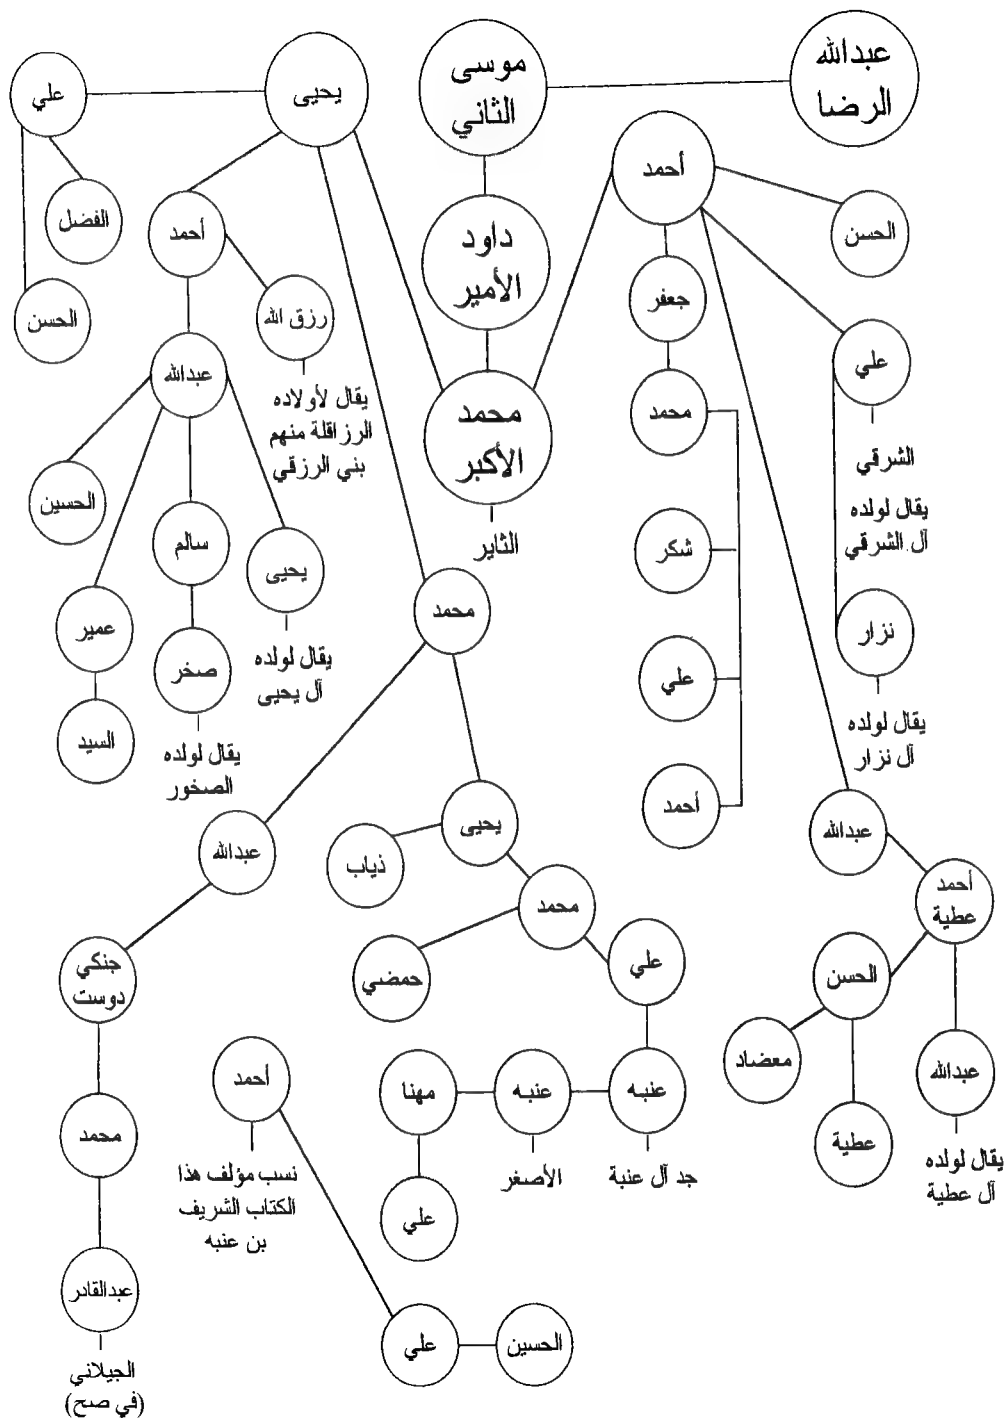 عبدالله
الرضا
موسى
الثاني
يحيى
علي
أحمد
الفضل
الحسن
أحمد
الحسن
داود
الأمير
جعفر
رزق الله
يقال لأولاده
الرزاقلة منهم
بني الرزقي
عبدالله
علي
الشرقي
يقال لولده
آل الشرقي
محمد
محمد
الأكبر
الثاير
الحسين
سالم
يحيى
يقال لولده
آل يحيى
شكر
عمير
صخر
يقال لولده
الصخور
السيد
محمد
علي
نزار
يقال لولده
آل نزار
أحمد
عبدالله
يحيى
ذياب
عبدالله
أحمد
عطية
محمد
حمضي
علي
الحسن
جنكي
دوست
معضاد
عبدالله
يقال لولده
آل عطية
عطية
عنبه
جد آل عنبة
عنبه
الأصغر
مهنا
علي
أحمد
نسب مؤلف هذا
الكتاب الشريف
بن عنبه
محمد
عبدالقادر
الجيلاني
(في صح)
علي
الحسين